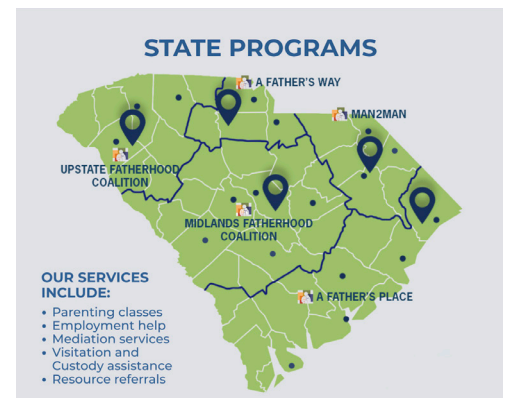 STATE PROGRAMS
A FATHER'S WAY
MAN2MAN
UPSTATE FATHERHOOD
COALITION
MIDLANDS FATHERHOOD
COALITION
A FATHER'S PLACE
OUR SERVICES
INCLUDE:
• Parenting classes
• Employment help
• Mediation services
• Visitation and
Custody assistance
• Resource referrals